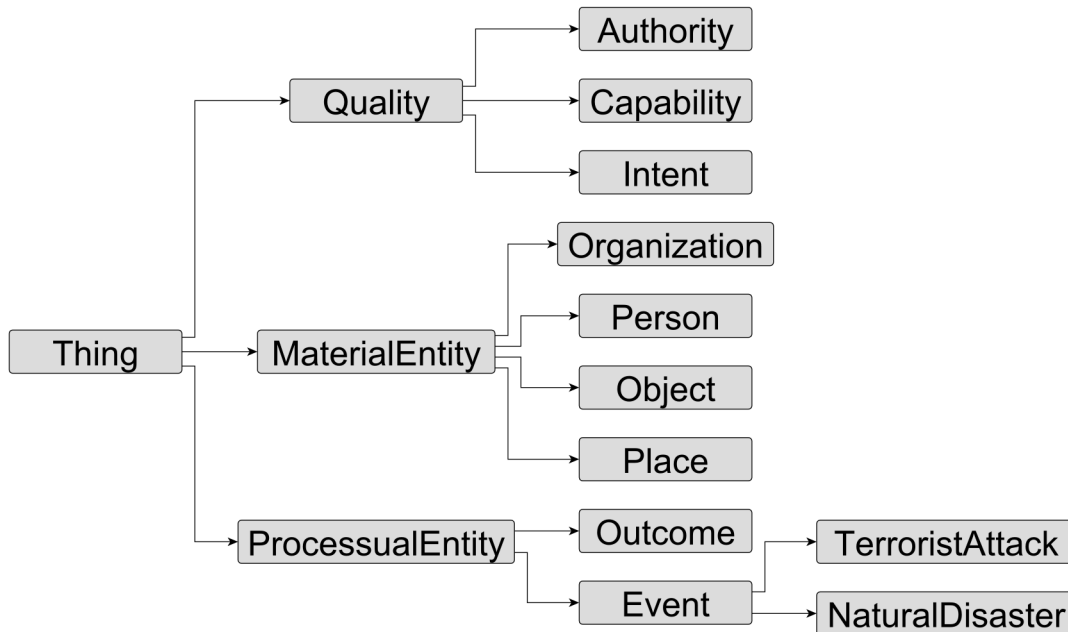 Authority
Quality
Capability
Intent
Organization
Person
Thing
MaterialEntity
Object
Place
Outcome
ProcessualEntity
TerroristAttack
Event
NaturalDisaster